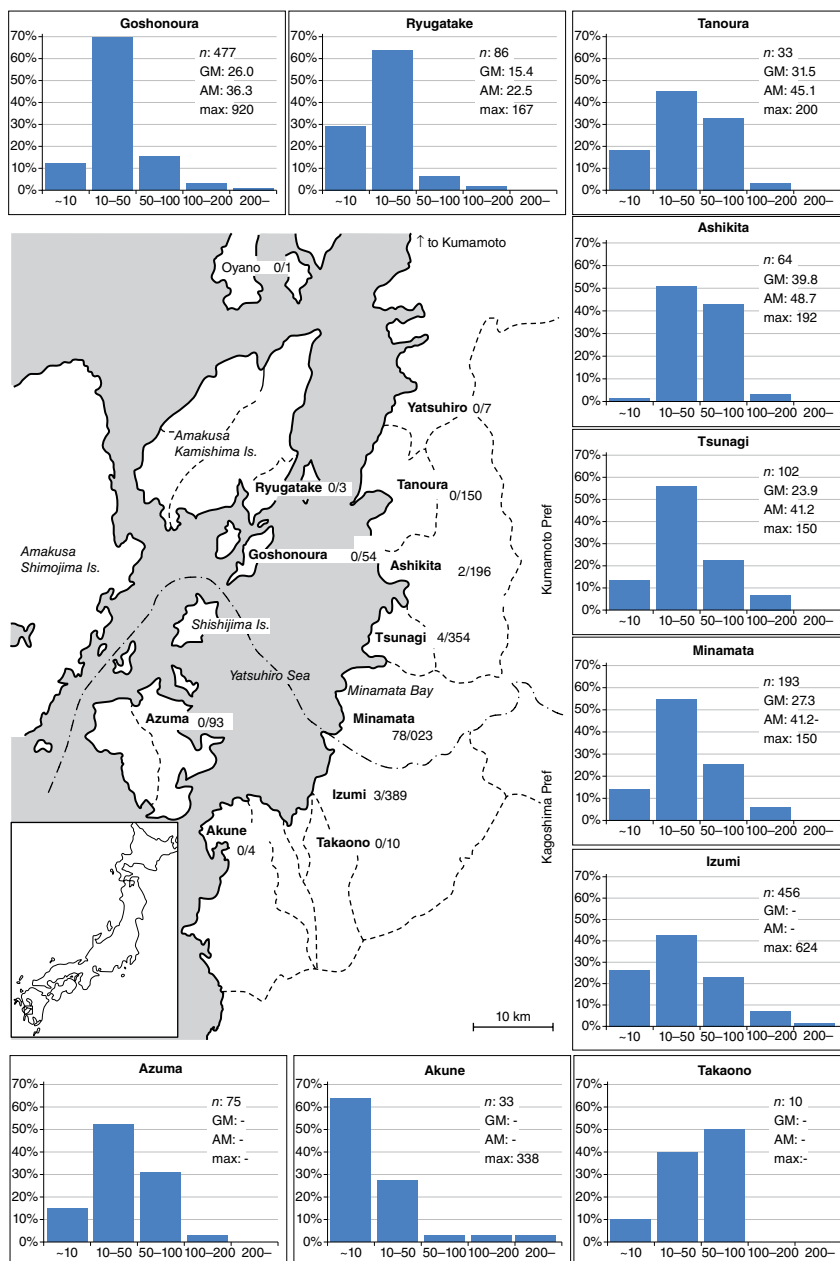 Goshonoura
70%
60%
50%
40%
30%
20%
10%
0%
n: 477
GM: 26.0
AM: 36.3
max: 920
~10 10–50 50–100 100–200 200–
Ryugatake
70%
60%
50%
40%
30%
20%
10%
0%
n: 86
GM: 15.4
AM: 22.5
max: 167
~10 10–50 50–100 100–200 200–
Tanoura
70%
60%
50%
40%
30%
20%
10%
0%
n: 33
GM: 31.5
AM: 45.1
max: 200
~10 10–50 50–100 100–200 200–
Ashikita
70%
60%
50%
40%
30%
20%
10%
0%
n: 64
GM: 39.8
AM: 48.7
max: 192
~10 10–50 50–100 100–200 200–
Tsunagi
70%
60%
50%
40%
30%
20%
10%
0%
n: 102
GM: 23.9
AM: 41.2
max: 150
~10 10–50 50–100 100–200 200–
Minamata
70%
60%
50%
40%
30%
20%
10%
0%
n: 193
GM: 27.3
AM: 41.2-
max: 150
~10 10–50 50–100 100–200 200–
Izumi
70%
60%
50%
40%
30%
20%
10%
0%
n: 456
GM: -
AM: -
max: 624
~10 10–50 50–100 100–200 200–
↑ to Kumamoto
Oyano 0/1
Yatsuhiro 0/7
Amakusa
Kamishima Is.
Ryugatake 0/3
Tanoura
0/150
Goshonoura 0/54
Amakusa
Shimojima Is.
Ashikita
2/196
Kumamoto Pref
Shishijima Is.
Tsunagi 4/354
Yatsuhiro Sea
Minamata Bay
Azuma 0/93
Minamata
78/023
Kagoshima Pref
Izumi 3/389
Akune
0/4
Takaono 0/10
10 km
Azuma
70%
60%
50%
40%
30%
20%
10%
0%
n: 75
GM: -
AM: -
max: -
~10 10–50 50–100 100–200 200–
Akune
70%
60%
50%
40%
30%
20%
10%
0%
n: 33
GM: -
AM: -
max: 338
~10 10–50 50–100 100–200 200–
Takaono
70%
60%
50%
40%
30%
20%
10%
0%
n: 10
GM: -
AM: -
max:-
~10 10–50 50–100 100–200 200–